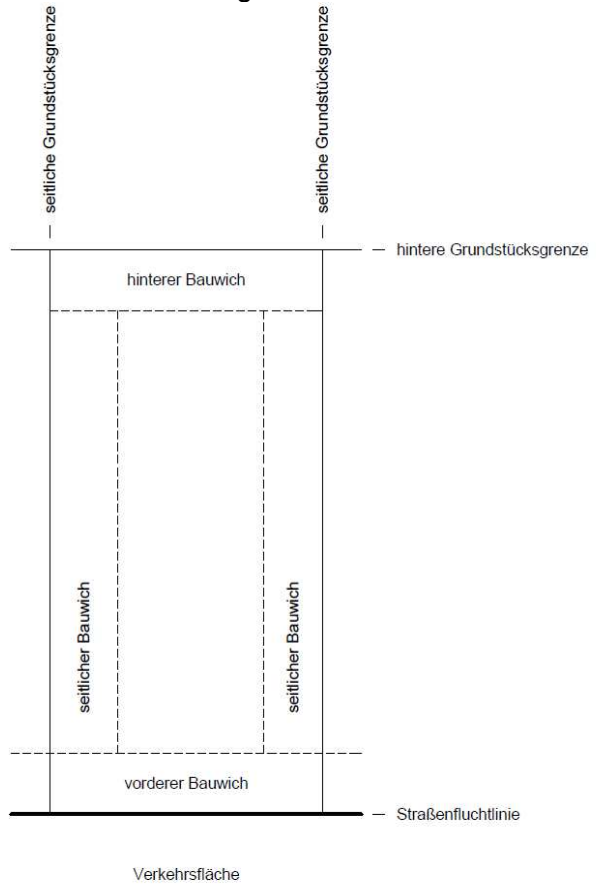 seitliche Grundstücksgrenze
seitliche Grundstücksgrenze
hintere Grundstücksgrenze
hinterer Bauwich
seitlicher Bauwich
seitlicher Bauwich
vorderer Bauwich
Straßenfluchtlinie
Verkehrsfläche